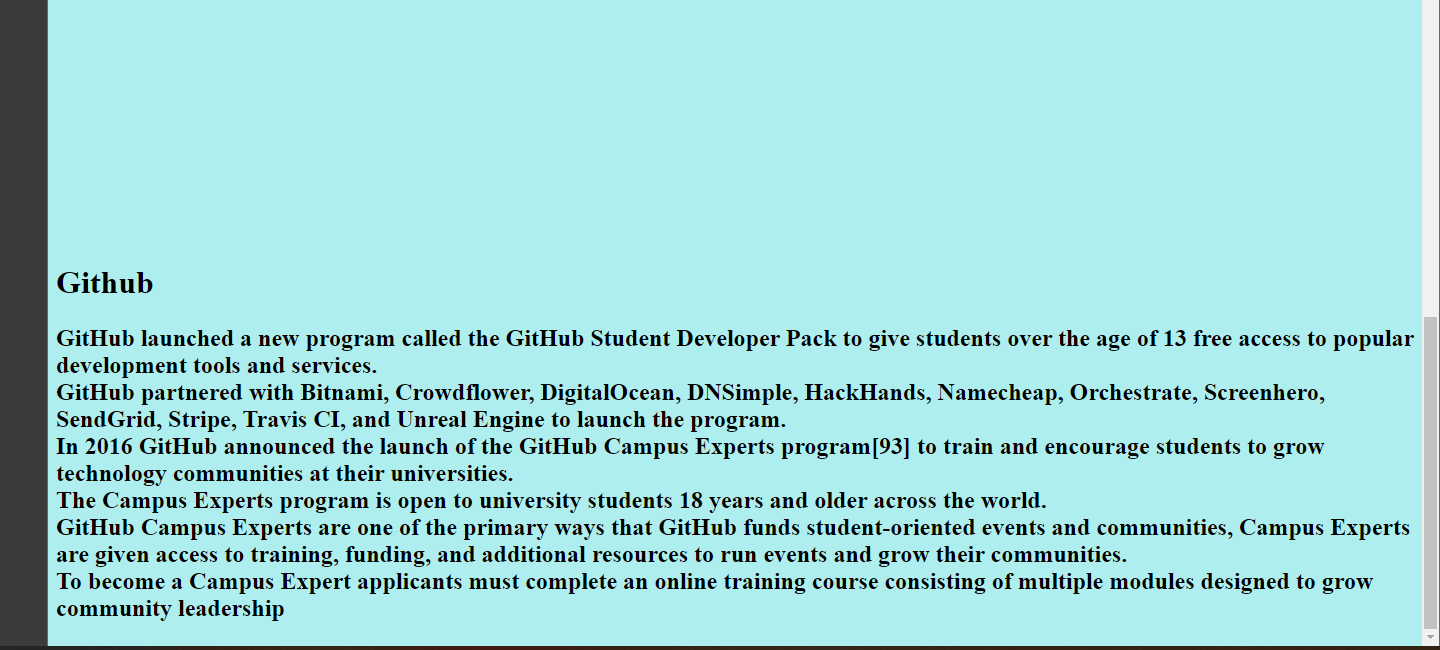 Github
GitHub launched a new program called the GitHub Student Developer Pack to give students over the age of 13 free access to popular
development tools and services.
GitHub partnered with Bitnami, Crowdflower, DigitalOcean, DNSimple, HackHands, Namecheap, Orchestrate, Screenhero,
SendGrid, Stripe, Travis CI, and Unreal Engine to launch the program.
In 2016 GitHub announced the launch of the GitHub Campus Experts program[93] to train and encourage students to grow
technology communities at their universities.
The Campus Experts program is open to university students 18 years and older across the world.
GitHub Campus Experts are one of the primary ways that GitHub funds student-oriented events and communities, Campus Experts
are given access to training, funding, and additional resources to run events and grow their communities.
To become a Campus Expert applicants must complete an online training course consisting of multiple modules designed to grow
community leadership